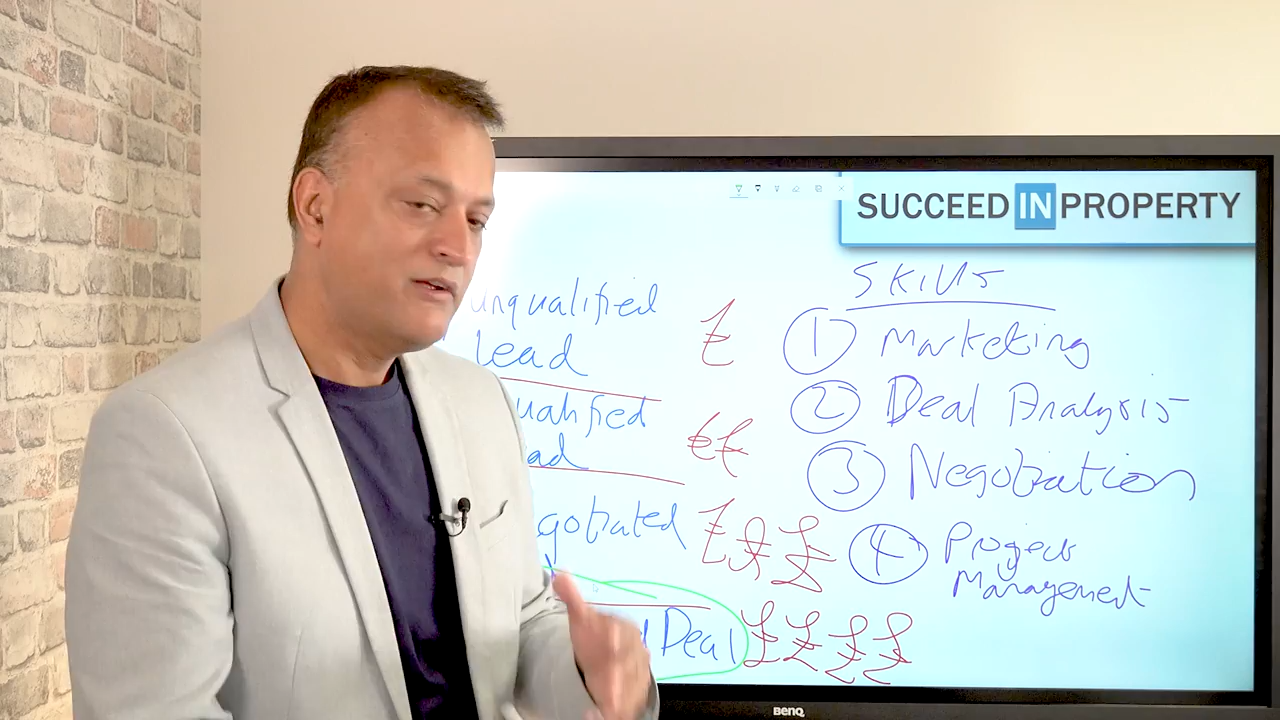 SUCCEED IN PROPERTY
unqualified
lead
£
ualified
ad
££
gotiated
£££
Deal
££££
Skills
1 Marketing
2 Deal Analysis
3 Negotiation
4 Project
Management
BenQ